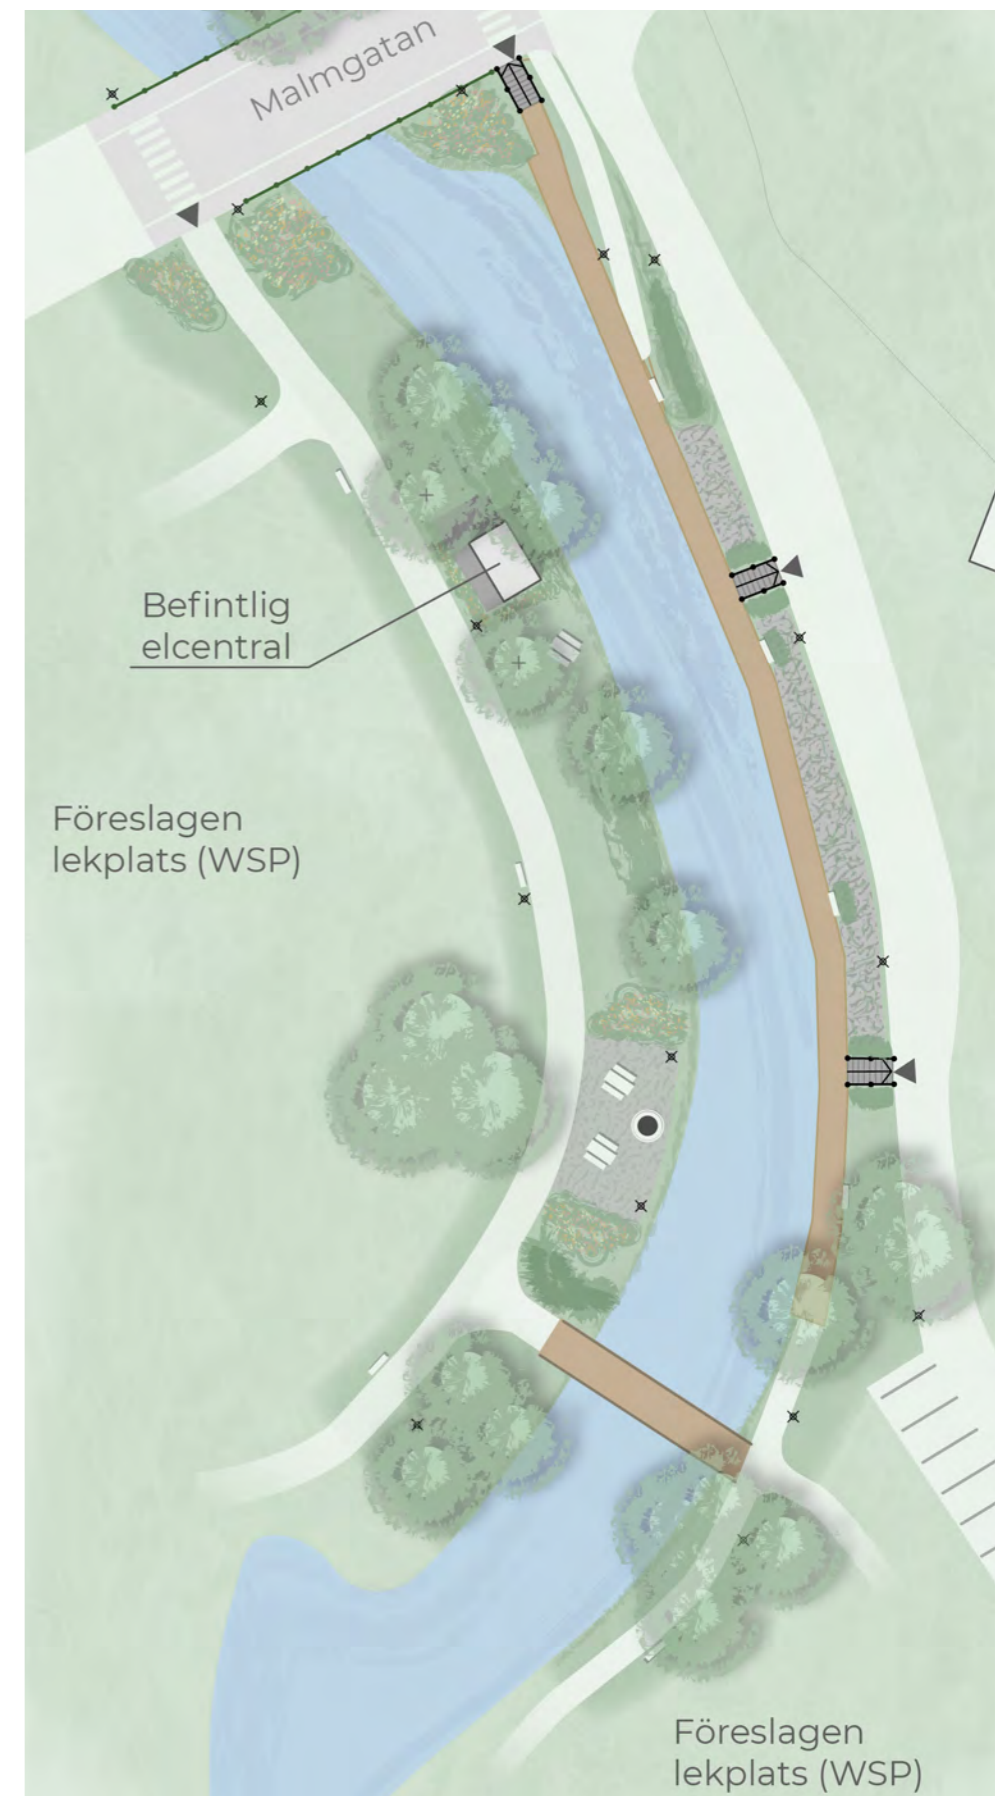 Malmgatan
Befintlig
elcentral
Föreslagen
lekplats (WSP)
Föreslagen
lekplats (WSP)